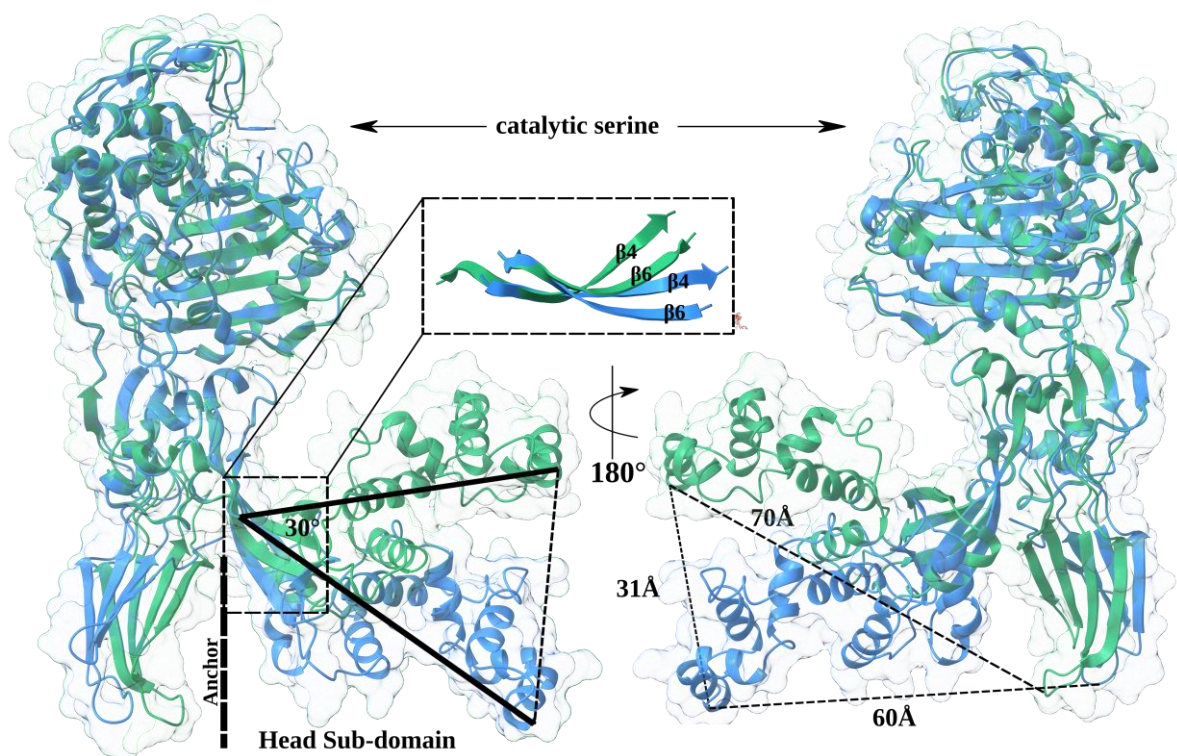 catalytic serine
β4
β6
β4
β6
180°
30°
70Å
31Å
60Å
Anchor
Head Sub-domain